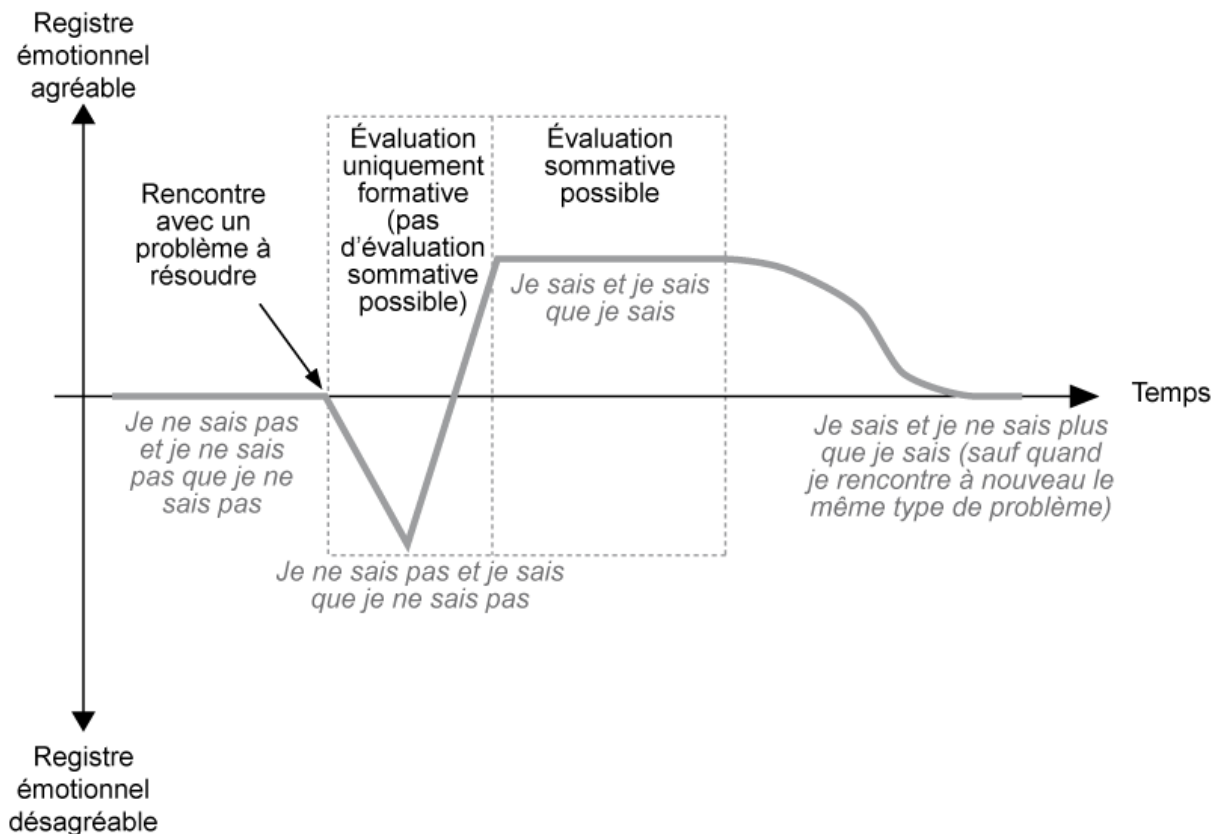 Registre
émotionnel
agréable
Rencontre
avec un
problème à
résoudre
Évaluation
uniquement
formative
(pas
d'évaluation
sommative
possible)
Évaluation
sommative
possible
Je sais et je sais
que je sais
Temps
Je ne sais pas
et je ne sais
pas que je ne
sais pas
Je sais et je ne sais plus
que je sais (sauf quand
je rencontre à nouveau le
même type de problème)
Je ne sais pas et je sais
que je ne sais pas
Registre
émotionnel
désagréable